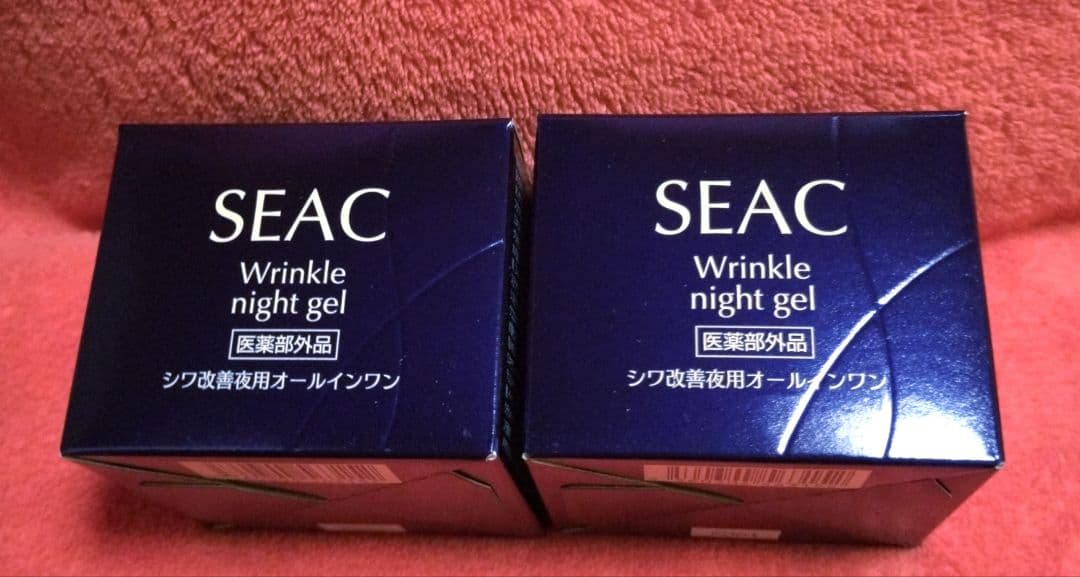 SEAC
Wrinkle
night gel
医薬部外品
シワ改善夜用オールインワン
SEAC
Wrinkle
night gel
医薬部外品
シワ改善夜用オールインワン